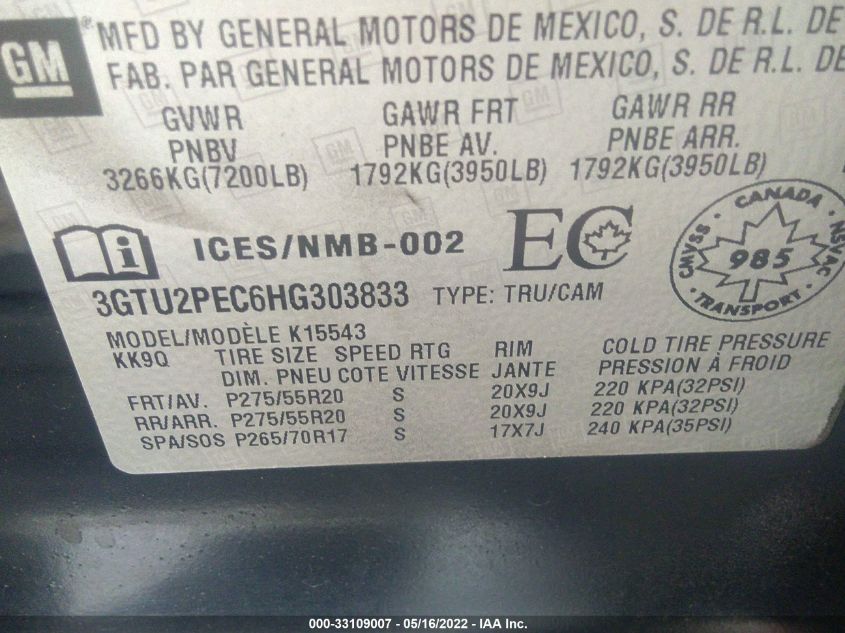 GM
® MFD BY GENERAL MOTORS DE MEXICO, S. DE R.L. DE
FAB. PAR GENERAL MOTORS DE MEXICO, S. DE R.L. DE
GVWR GAWR FRT GAWR RR
PNBV PNBE AV. PNBE ARR.
3266KG(7200LB) 1792KG(3950LB) 1792KG(3950LB)
i ICES/NMB-002 EC
CANADA
CMVSS 985 NSVAC
TRANSPORT
3GTU2PEC6HG303833 TYPE: TRU/CAM
MODEL/MODÈLE K15543
KK9Q TIRE SIZE SPEED RTG RIM COLD TIRE PRESSURE
DIM. PNEU COTE VITESSE JANTE PRESSION À FROID
FRT/AV. P275/55R20 S 20X9J 220 KPA(32PSI)
RR/ARR. P275/55R20 S 20X9J 220 KPA(32PSI)
SPA/SOS P265/70R17 S 17X7J 240 KPA(35PSI)
000-33109007 - 05/16/2022 - IAA Inc.